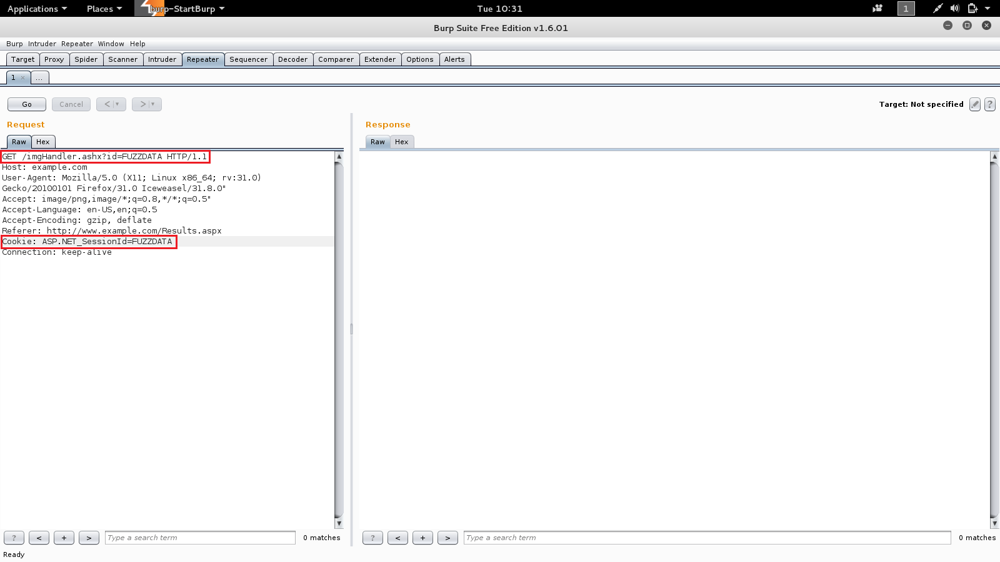 Applications Places burp-StartBurp Tue 10:31 1
Burp Suite Free Edition v1.6.01
Burp Intruder Repeater Window Help
Target Proxy Spider Scanner Intruder Repeater Sequencer Decoder Comparer Extender Options Alerts
1 × ...
Go Cancel < > Target: Not specified ?
Request
Raw Hex
GET /imgHandler.ashx?id=FUZZDATA HTTP/1.1
Host: example.com
User-Agent: Mozilla/5.0 (X11; Linux x86_64; rv:31.0)
Gecko/20100101 Firefox/31.0 Iceweasel/31.8.0"
Accept: image/png,image/*;q=0.8,*/*;q=0.5"
Accept-Language: en-US,en;q=0.5
Accept-Encoding: gzip, deflate
Referer: http://www.example.com/Results.aspx
Cookie: ASP.NET_SessionId=FUZZDATA
Connection: keep-alive
? < + > Type a search term 0 matches
Response
Raw Hex
? < + > Type a search term 0 matches
Ready